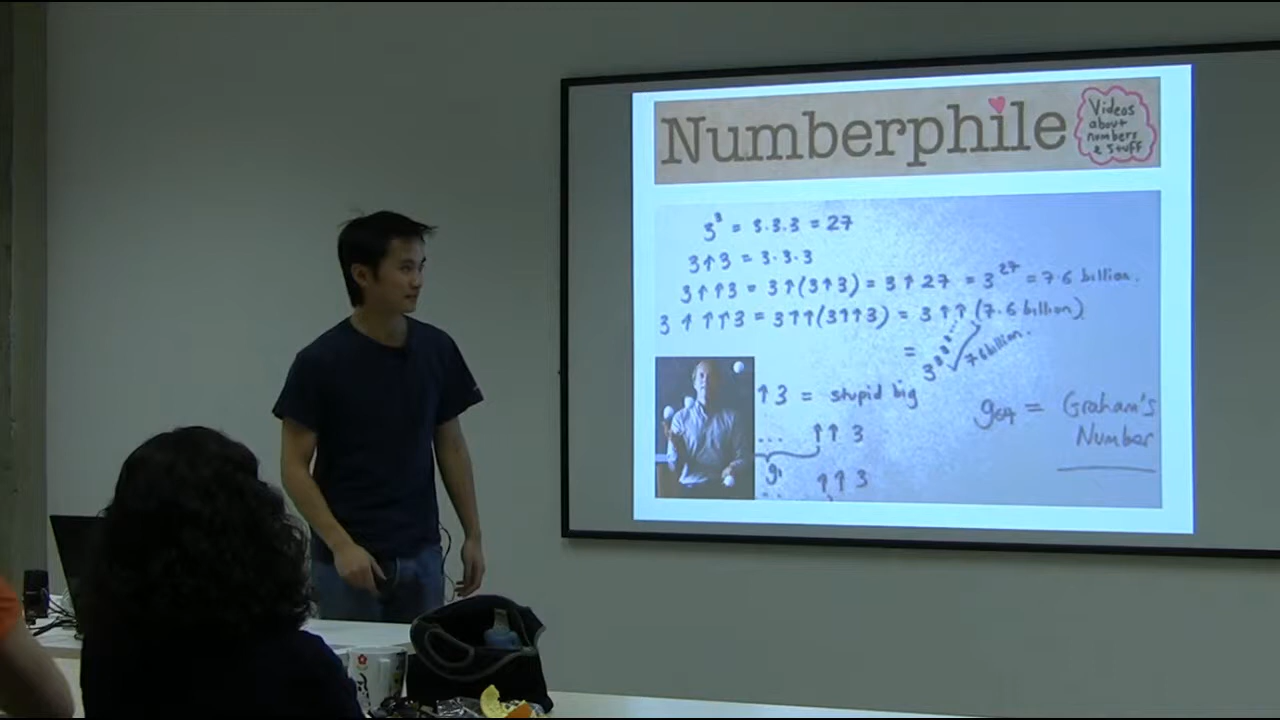 Numberphile
Videos
about
numbers
& Stuff
3³ = 3·3·3 = 27
3↑3 = 3·3·3
3↑↑3 = 3↑(3↑3) = 3↑27 = 3²⁷ = 7.6 billion.
3↑↑↑3 = 3↑↑(3↑↑3) = 3↑↑(7.6 billion)
= 3³³ 7.6 billion.
↑3 = stupid big
g₆₄ = Graham's
Number
... ↑↑3
g₁
↑↑3